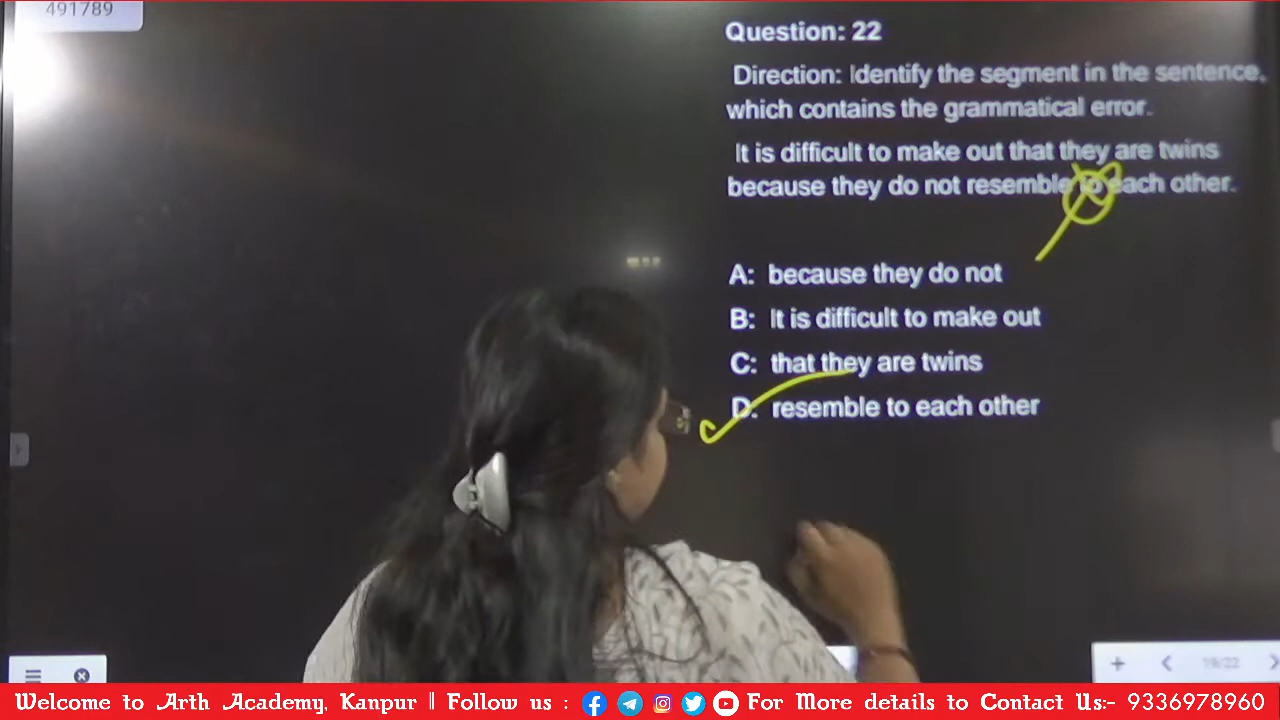 491789
Question: 22
Direction: Identify the segment in the sentence,
which contains the grammatical error.
It is difficult to make out that they are twins
because they do not resemble to each other.
A: because they do not
B: It is difficult to make out
C: that they are twins
D: resemble to each other
19/22
Welcome to Arth Academy, Kanpur || Follow us : For More details to Contact Us:- 9336978960